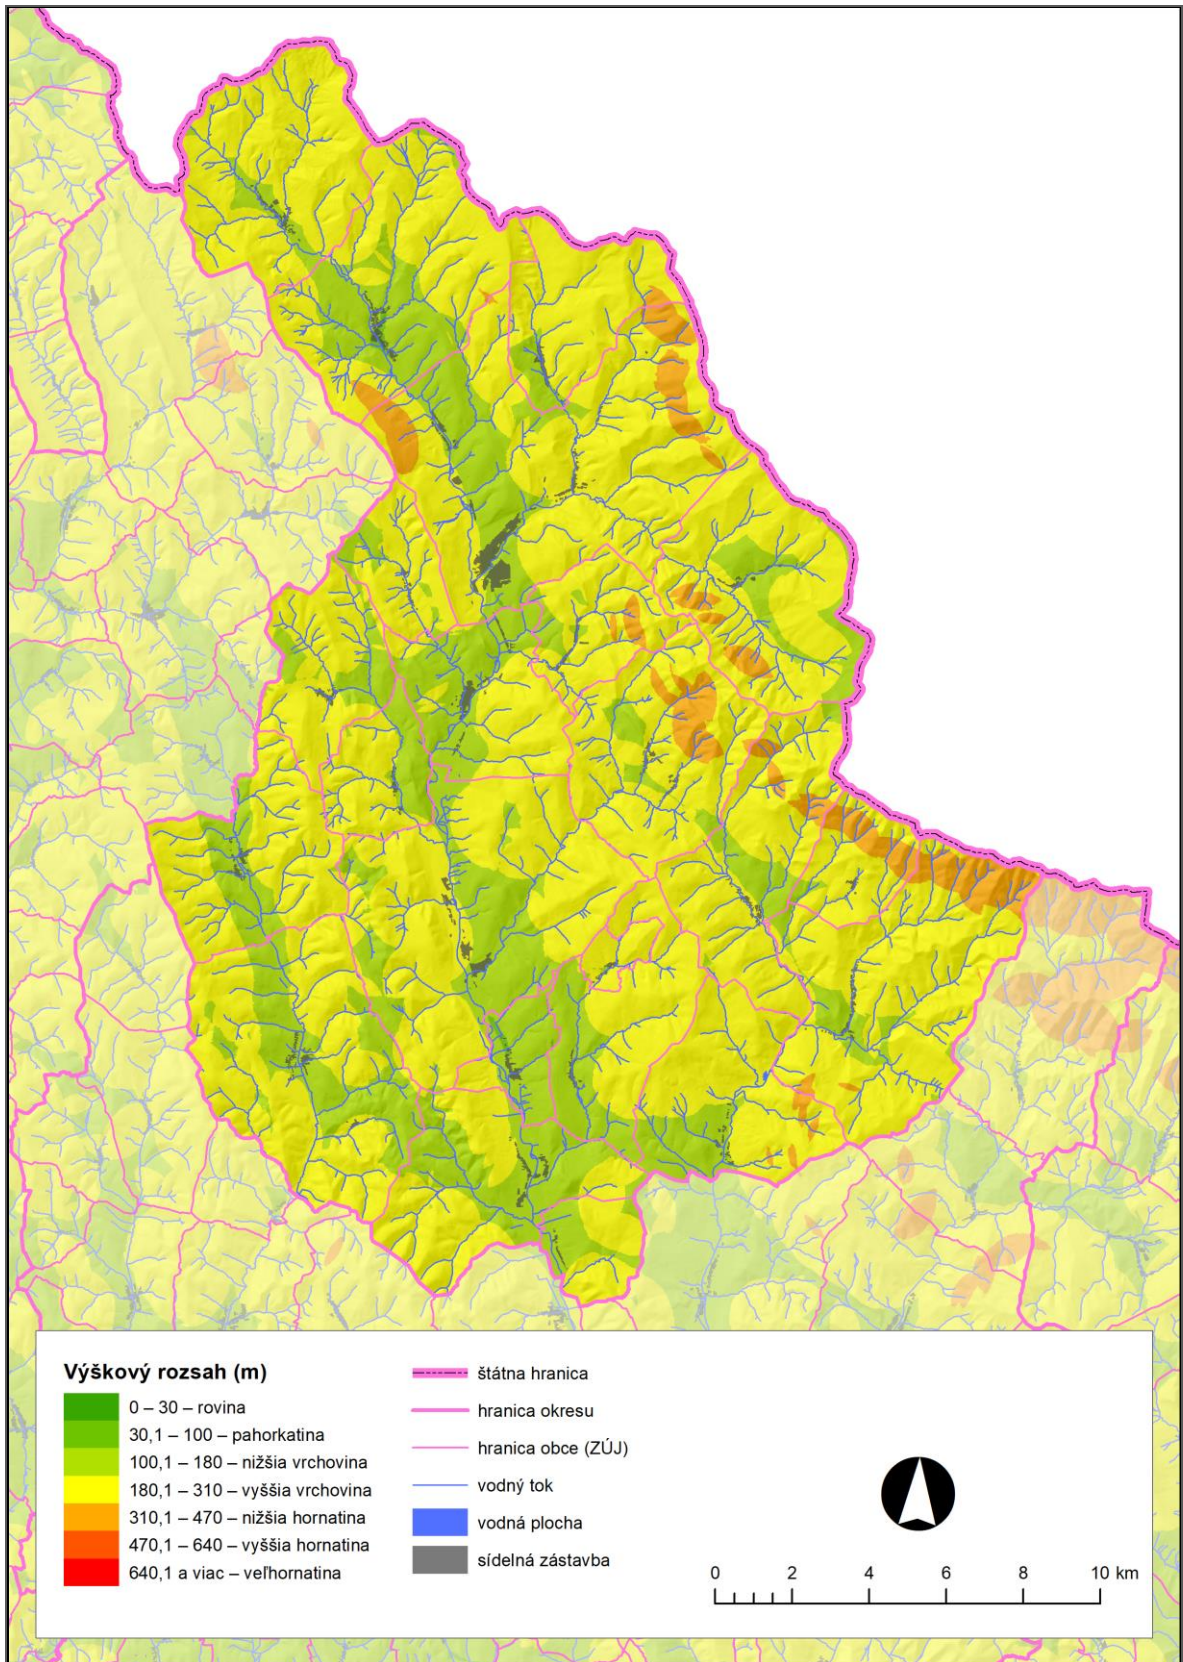 Výškový rozsah (m)
0 – 30 – rovina
30,1 – 100 – pahorkatina
100,1 – 180 – nižšia vrchovina
180,1 – 310 – vyššia vrchovina
310,1 – 470 – nižšia hornatina
470,1 – 640 – vyššia hornatina
640,1 a viac – veľhornatina
štátna hranica
hranica okresu
hranica obce (ZÚJ)
vodný tok
vodná plocha
sídelná zástavba
0 2 4 6 8 10 km